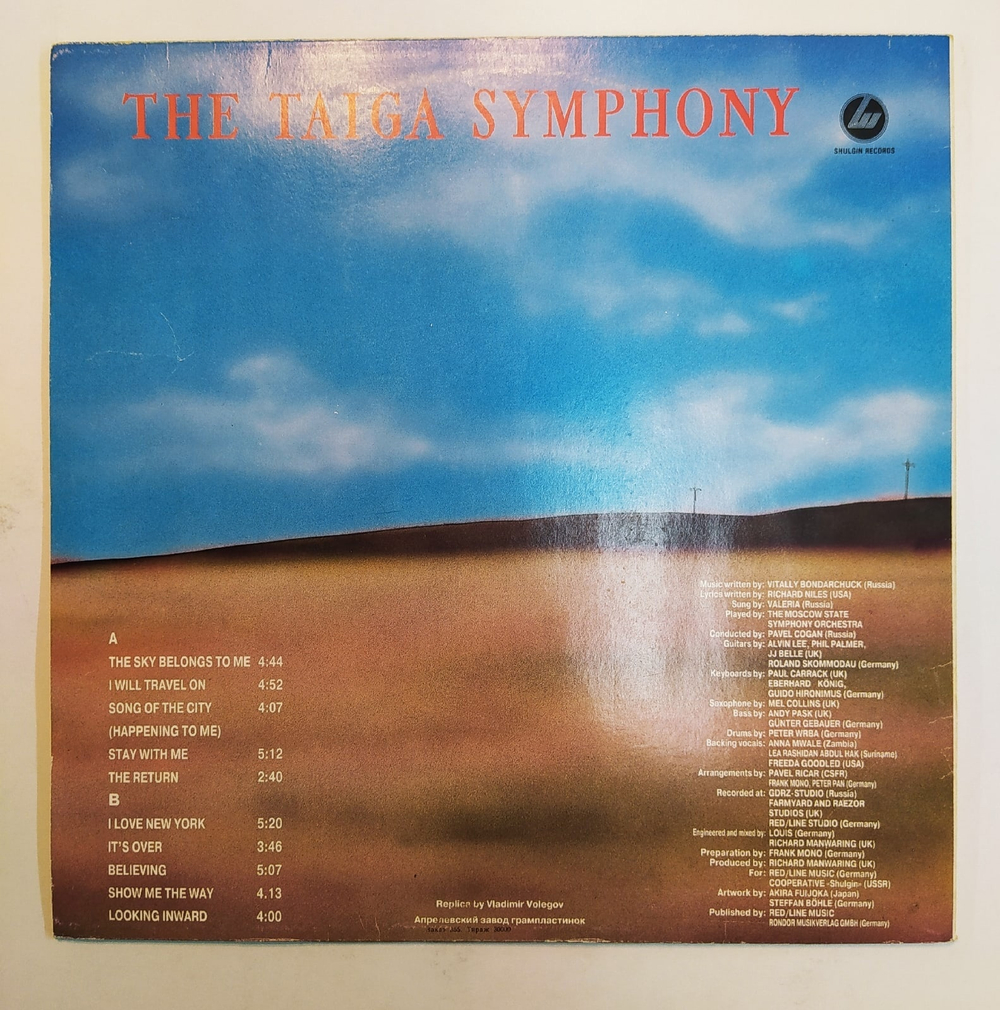 THE TAIGA SYMPHONY
SHULGIN RECORDS
A
THE SKY BELONGS TO ME 4:44
I WILL TRAVEL ON 4:52
SONG OF THE CITY 4:07
(HAPPENING TO ME)
STAY WITH ME 5:12
THE RETURN 2:40
B
I LOVE NEW YORK 5:20
IT'S OVER 3:46
BELIEVING 5:07
SHOW ME THE WAY 4.13
LOOKING INWARD 4:00
Replica by Vladimir Volegov
Апрелевский завод грампластинок
Тираж 30000
Music written by: VITALLY BONDARCHUCK (Russia)
Lyrics written by: RICHARD NILES (USA)
Sung by: VALERIA (Russia)
Played by: THE MOSCOW STATE
SYMPHONY ORCHESTRA
Conducted by: PAVEL COGAN (Russia)
Guitars by: ALVIN LEE, PHIL PALMER,
JJ BELLE (UK)
ROLAND SKOMMODAU (Germany)
Keyboards by: PAUL CARRACK (UK)
EBERHARD KÖNIG,
GUIDO HIRONIMUS (Germany)
Saxophone by: MEL COLLINS (UK)
Bass by: ANDY PASK (UK)
GÜNTER GEBAUER (Germany)
Drums by: PETER WRBA (Germany)
Backing vocals: ANNA MWALE (Zambia)
LEA RASHIDAN ABDUL HAK (Suriname)
FREEDA GOODLED (USA)
Arrangements by: PAVEL RICAR (CSFR)
FRANK MONO, PETER PAN (Germany)
Recorded at: GDRZ-STUDIO (Russia)
FARMYARD AND RAEZOR
STUDIOS (UK)
RED/LINE STUDIO (Germany)
Engineered and mixed by: LOUIS (Germany)
RICHARD MANWARING (UK)
Preparation by: FRANK MONO (Germany)
Produced by: RICHARD MANWARING (UK)
For: RED/LINE MUSIC (Germany)
COOPERATIVE -Shulgin- (USSR)
Artwork by: AKIRA FUIJOKA (Japan)
STEFFAN BÖHLE (Germany)
Published by: RED/LINE MUSIC
RONDOR MUSIKVERLAG GMBH (Germany)